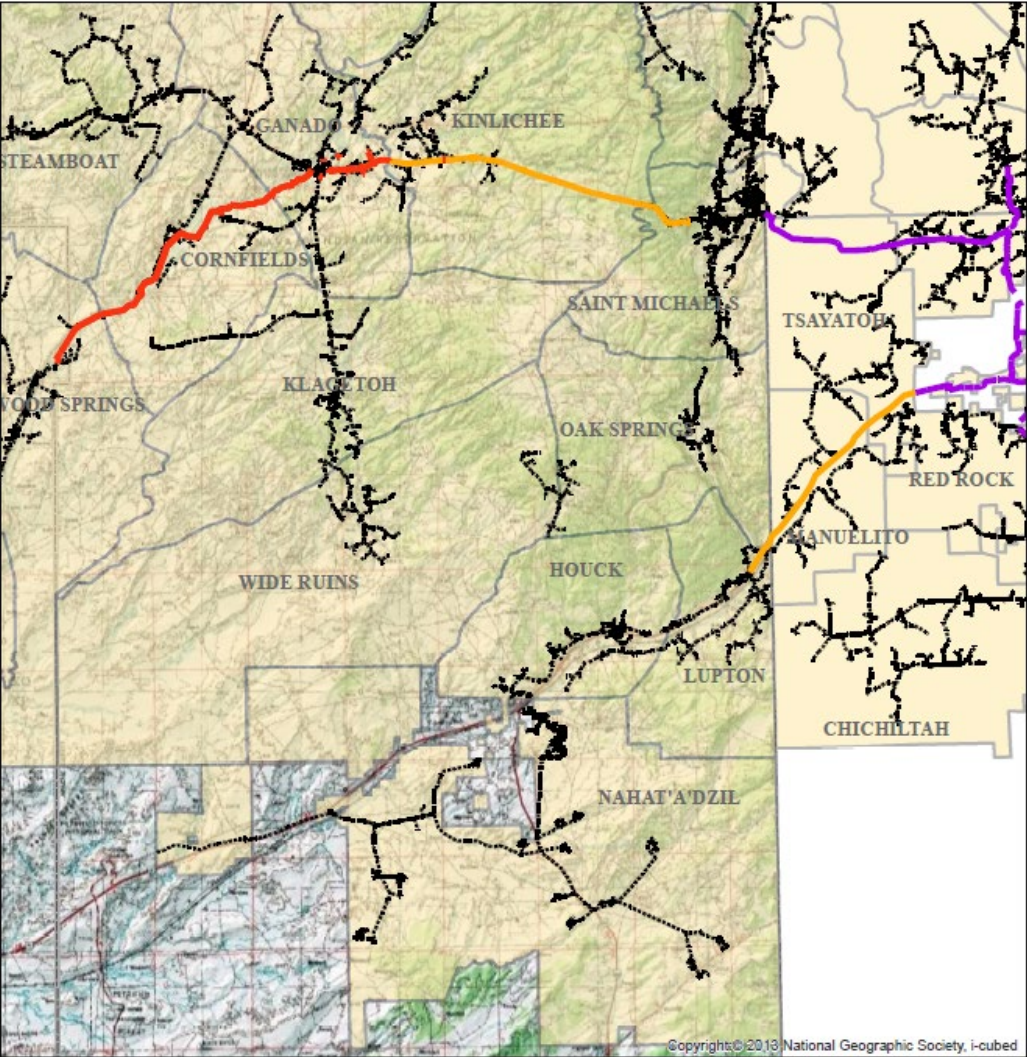 GANADO
KINLICHEE
STEAMBOAT
CORNFIELDS
SAINT MICHAELS
TSAYATOH
KLAGETOH
WOOD SPRINGS
OAK SPRINGS
RED ROCK
MANUELITO
HOUCK
WIDE RUINS
LUPTON
CHICHILTAH
NAHAT'A'DZIL
Copyright:© 2013 National Geographic Society, i-cubed